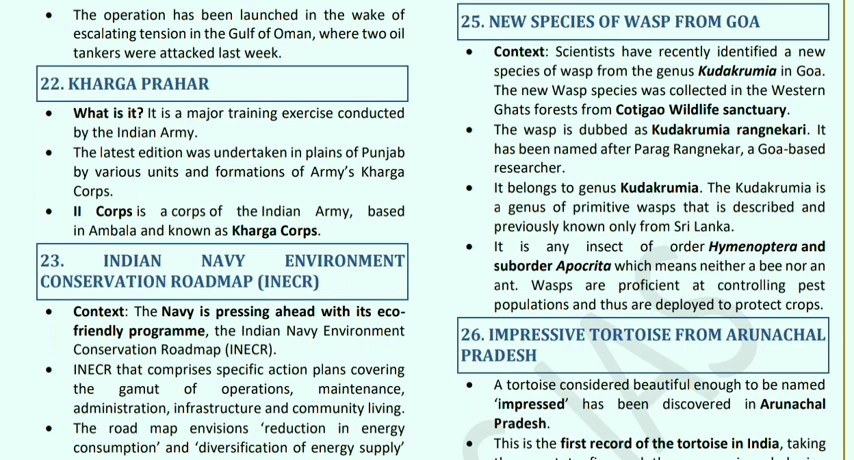 • The operation has been launched in the wake of
escalating tension in the Gulf of Oman, where two oil
tankers were attacked last week.
22. KHARGA PRAHAR
• What is it? It is a major training exercise conducted
by the Indian Army.
• The latest edition was undertaken in plains of Punjab
by various units and formations of Army's Kharga
Corps.
• II Corps is a corps of the Indian Army, based
in Ambala and known as Kharga Corps.
23. INDIAN NAVY ENVIRONMENT
CONSERVATION ROADMAP (INECR)
• Context: The Navy is pressing ahead with its eco-
friendly programme, the Indian Navy Environment
Conservation Roadmap (INECR).
• INECR that comprises specific action plans covering
the gamut of operations, maintenance,
administration, infrastructure and community living.
• The road map envisions 'reduction in energy
consumption' and 'diversification of energy supply'
25. NEW SPECIES OF WASP FROM GOA
• Context: Scientists have recently identified a new
species of wasp from the genus Kudakrumia in Goa.
The new Wasp species was collected in the Western
Ghats forests from Cotigao Wildlife sanctuary.
• The wasp is dubbed as Kudakrumia rangnekari. It
has been named after Parag Rangnekar, a Goa-based
researcher.
• It belongs to genus Kudakrumia. The Kudakrumia is
a genus of primitive wasps that is described and
previously known only from Sri Lanka.
• It is any insect of order Hymenoptera and
suborder Apocrita which means neither a bee nor an
ant. Wasps are proficient at controlling pest
populations and thus are deployed to protect crops.
26. IMPRESSIVE TORTOISE FROM ARUNACHAL
PRADESH
• A tortoise considered beautiful enough to be named
'impressed' has been discovered in Arunachal
Pradesh.
• This is the first record of the tortoise in India, taking